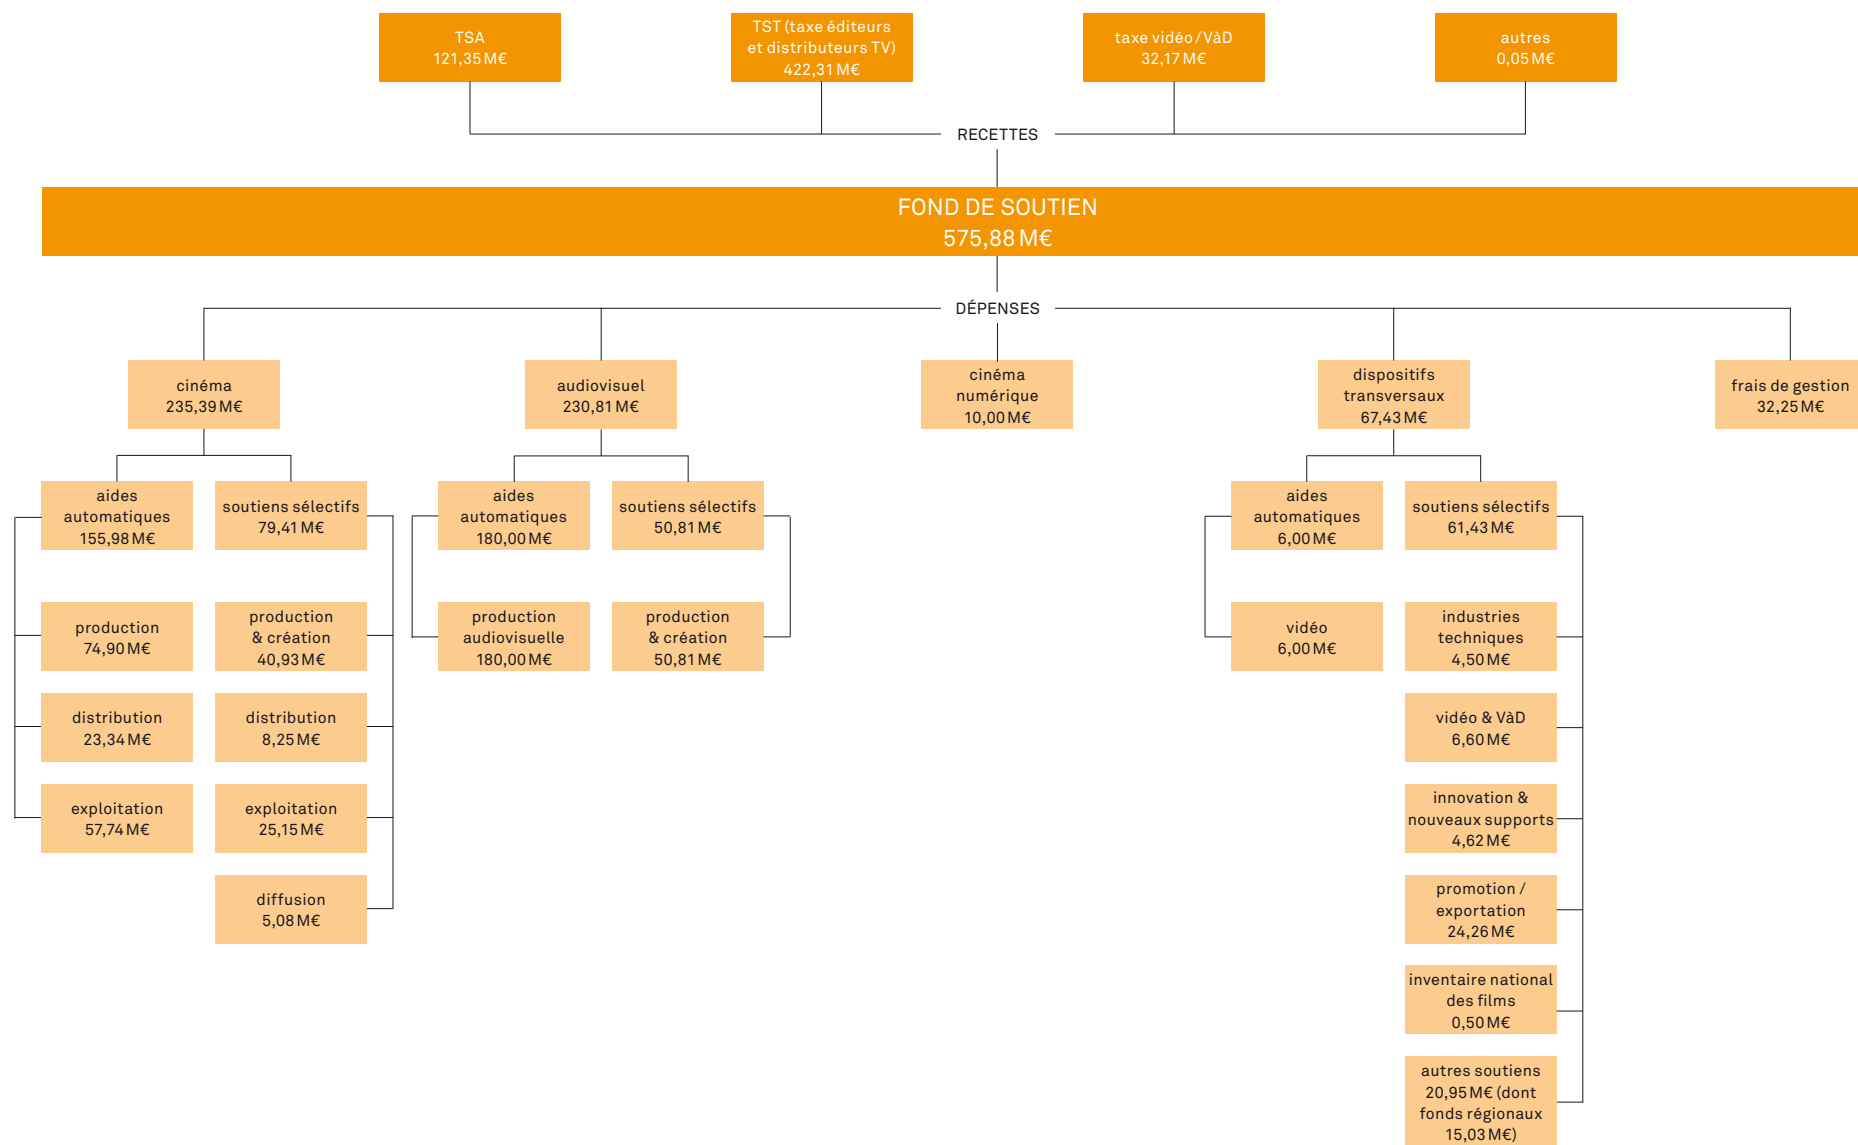 TSA
121,35 M€
TST (taxe éditeurs
et distributeurs TV)
422,31 M€
taxe vidéo / VàD
32,17 M€
autres
0,05 M€
RECETTES
FOND DE SOUTIEN
575,88 M€
DÉPENSES
cinéma
235,39 M€
audiovisuel
230,81 M€
cinéma
numérique
10,00 M€
dispositifs
transversaux
67,43 M€
frais de gestion
32,25 M€
aides
automatiques
155,98 M€
soutiens sélectifs
79,41 M€
aides
automatiques
180,00 M€
soutiens sélectifs
50,81 M€
aides
automatiques
6,00 M€
soutiens sélectifs
61,43 M€
production
74,90 M€
production
& création
40,93 M€
production
audiovisuelle
180,00 M€
production
& création
50,81 M€
vidéo
6,00 M€
industries
techniques
4,50 M€
distribution
23,34 M€
distribution
8,25 M€
vidéo & VàD
6,60 M€
exploitation
57,74 M€
exploitation
25,15 M€
innovation &
nouveaux supports
4,62 M€
diffusion
5,08 M€
promotion /
exportation
24,26 M€
inventaire national
des films
0,50 M€
autres soutiens
20,95 M€ (dont
fonds régionaux
15,03 M€)